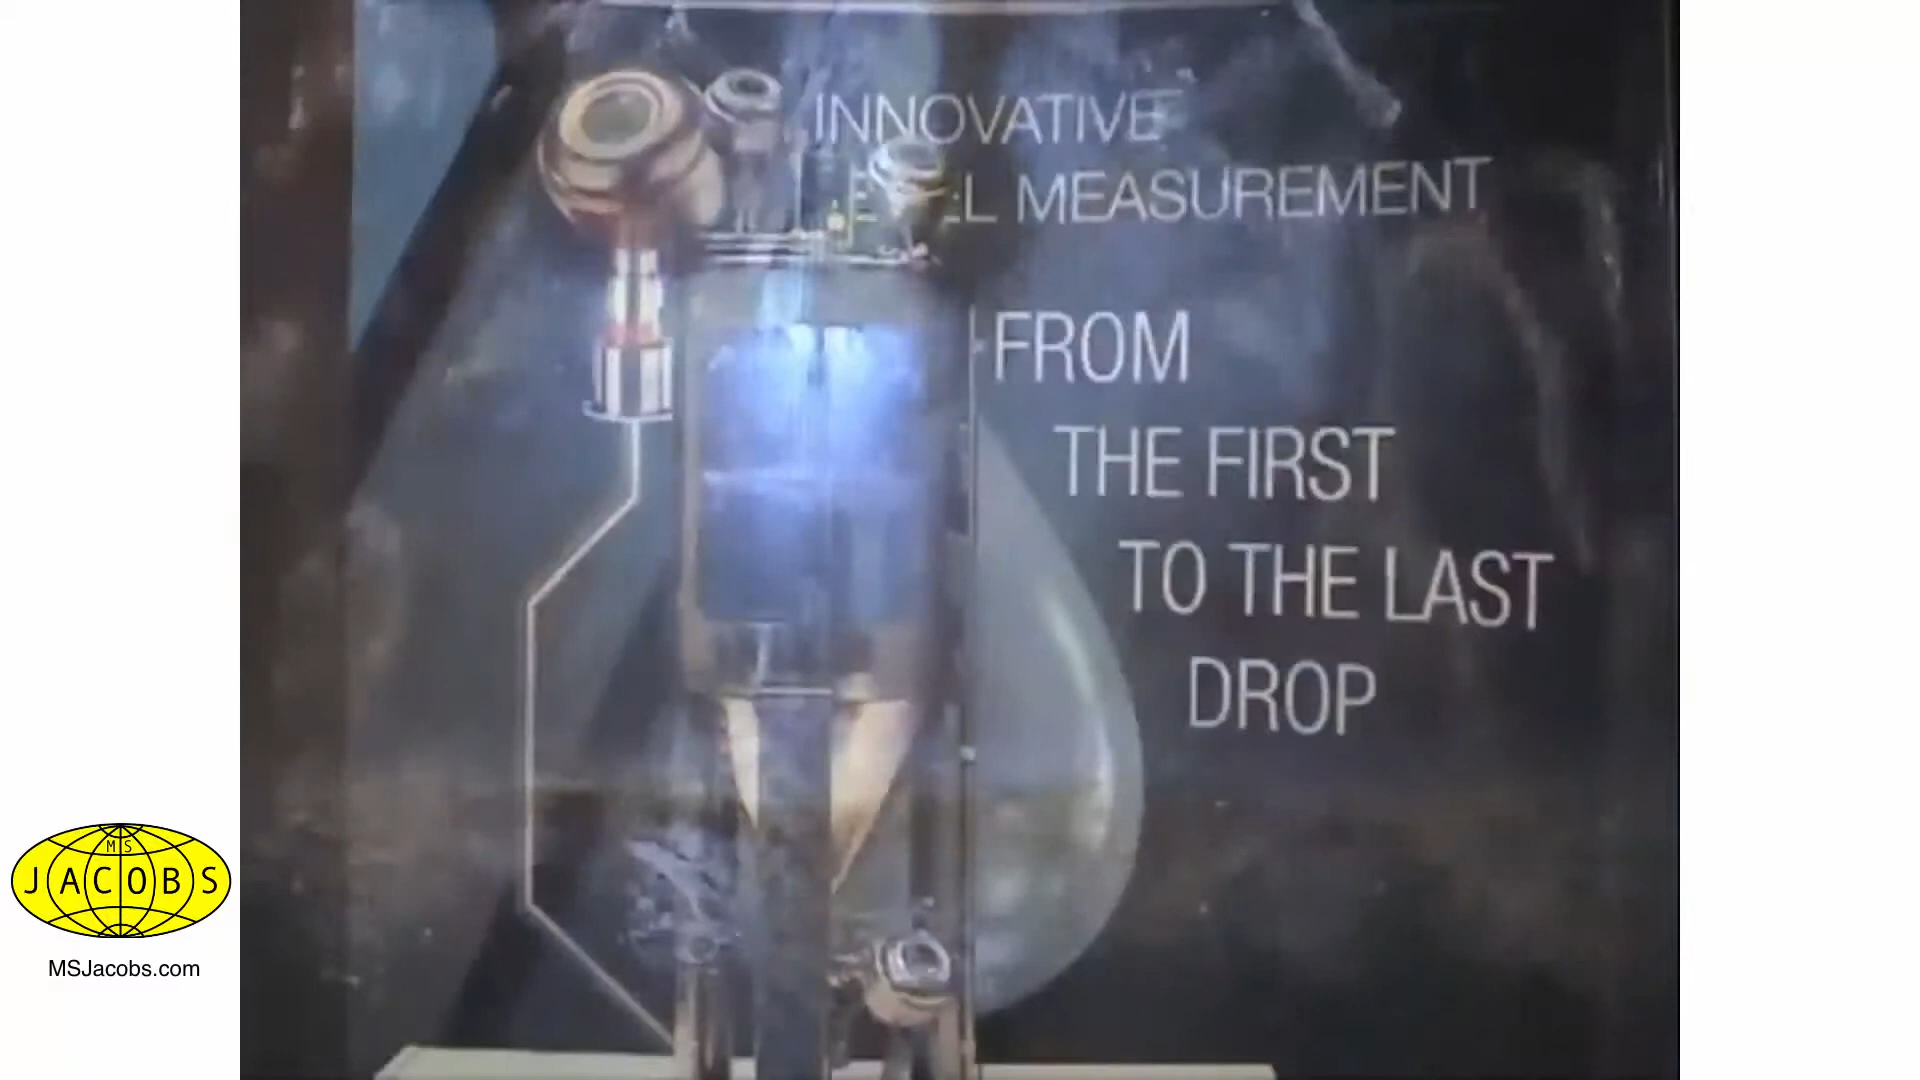 INNOVATIVE
MEASUREMENT
FROM
THE FIRST
TO THE LAST
DROP
MS
JACOBS
MSJacobs.com